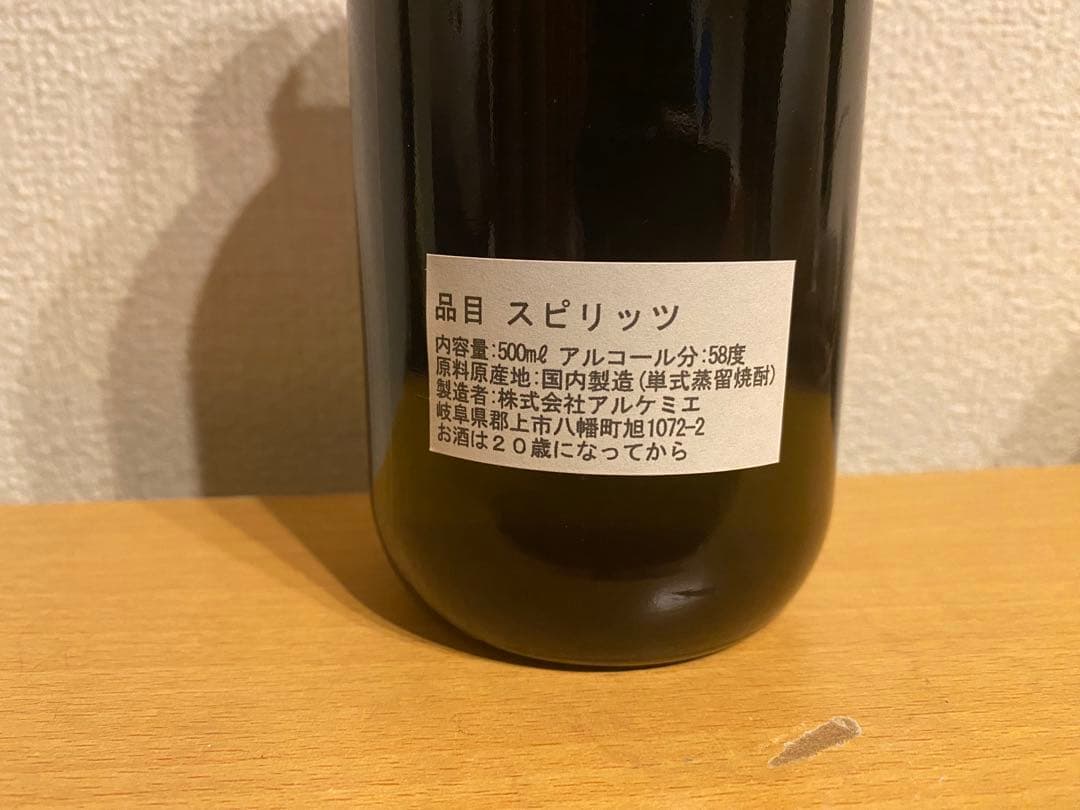 品目 スピリッツ
内容量:500mℓ アルコール分:58度
原料原産地:国内製造(単式蒸留焼酎)
製造者:株式会社アルケミエ
岐阜県郡上市八幡町旭1072-2
お酒は20歳になってから